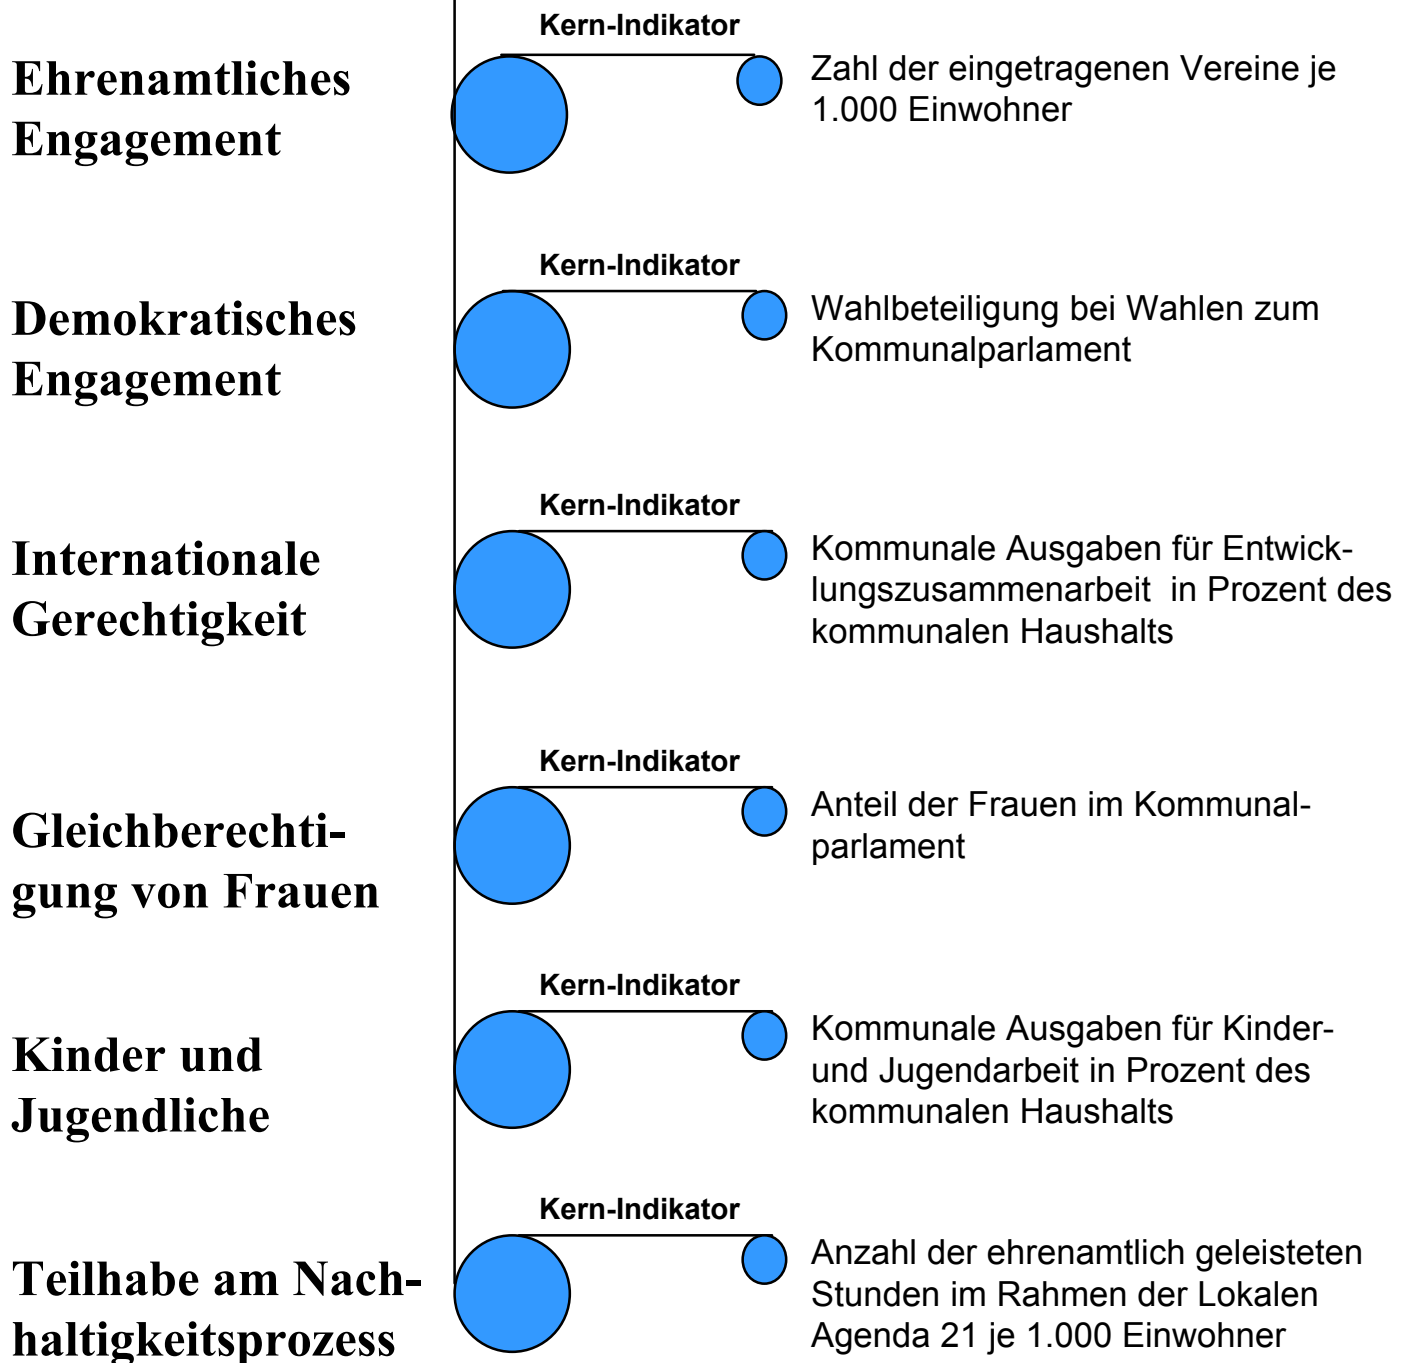 Kern-Indikator
Ehrenamtliches
Engagement
Zahl der eingetragenen Vereine je
1.000 Einwohner
Kern-Indikator
Demokratisches
Engagement
Wahlbeteiligung bei Wahlen zum
Kommunalparlament
Kern-Indikator
Internationale
Gerechtigkeit
Kommunale Ausgaben für Entwick-
lungszusammenarbeit in Prozent des
kommunalen Haushalts
Kern-Indikator
Gleichberechti-
gung von Frauen
Anteil der Frauen im Kommunal-
parlament
Kern-Indikator
Kinder und
Jugendliche
Kommunale Ausgaben für Kinder-
und Jugendarbeit in Prozent des
kommunalen Haushalts
Kern-Indikator
Teilhabe am Nach-
haltigkeitsprozess
Anzahl der ehrenamtlich geleisteten
Stunden im Rahmen der Lokalen
Agenda 21 je 1.000 Einwohner